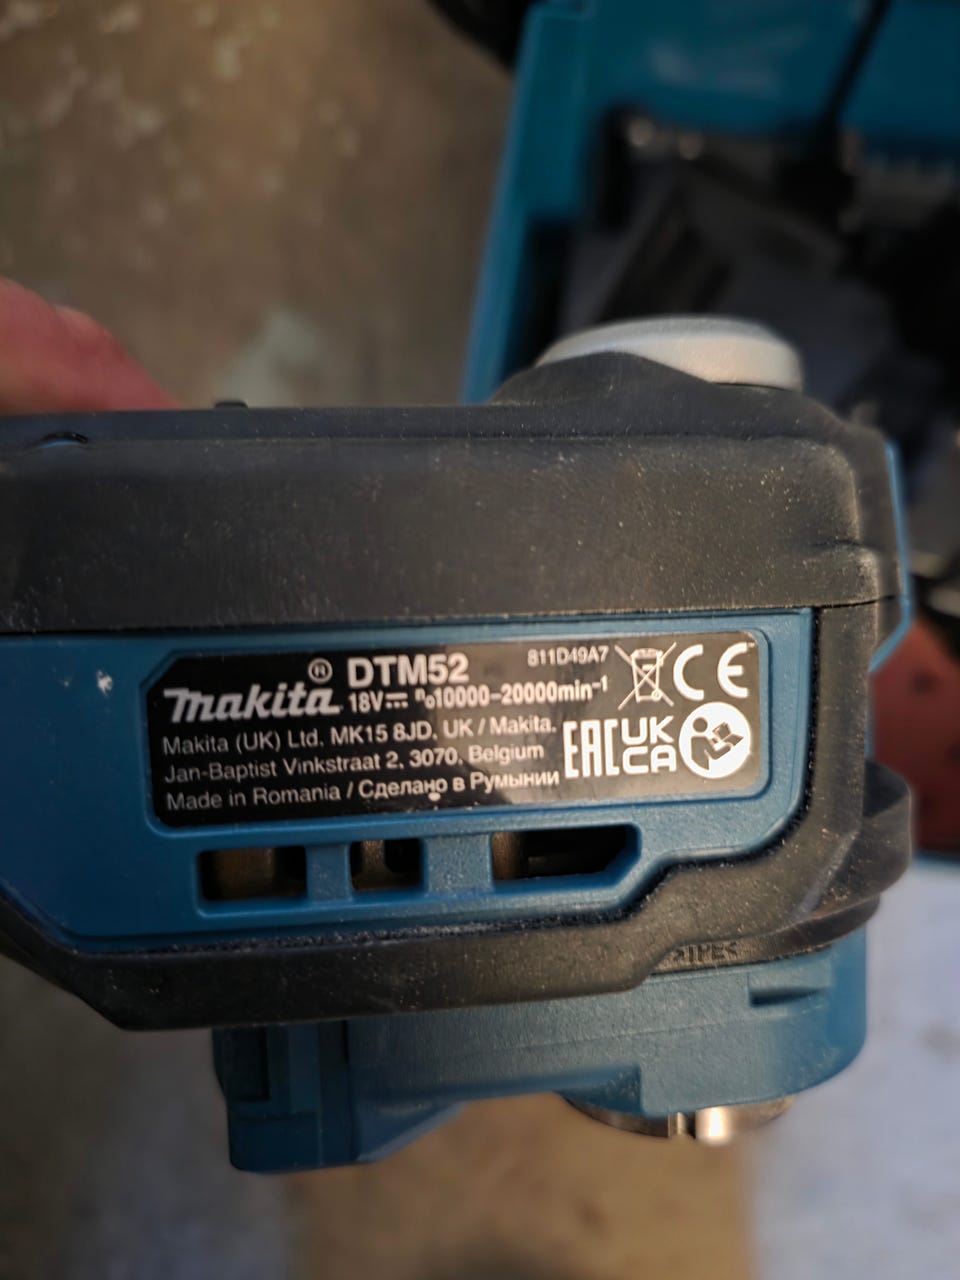 makita® DTM52 811D49A7 CE
18V⎓ n₀10000-20000min⁻¹
Makita (UK) Ltd. MK15 8JD, UK / Makita. EAC UK
Jan-Baptist Vinkstraat 2, 3070, Belgium CA
Made in Romania / Сделано в Румынии